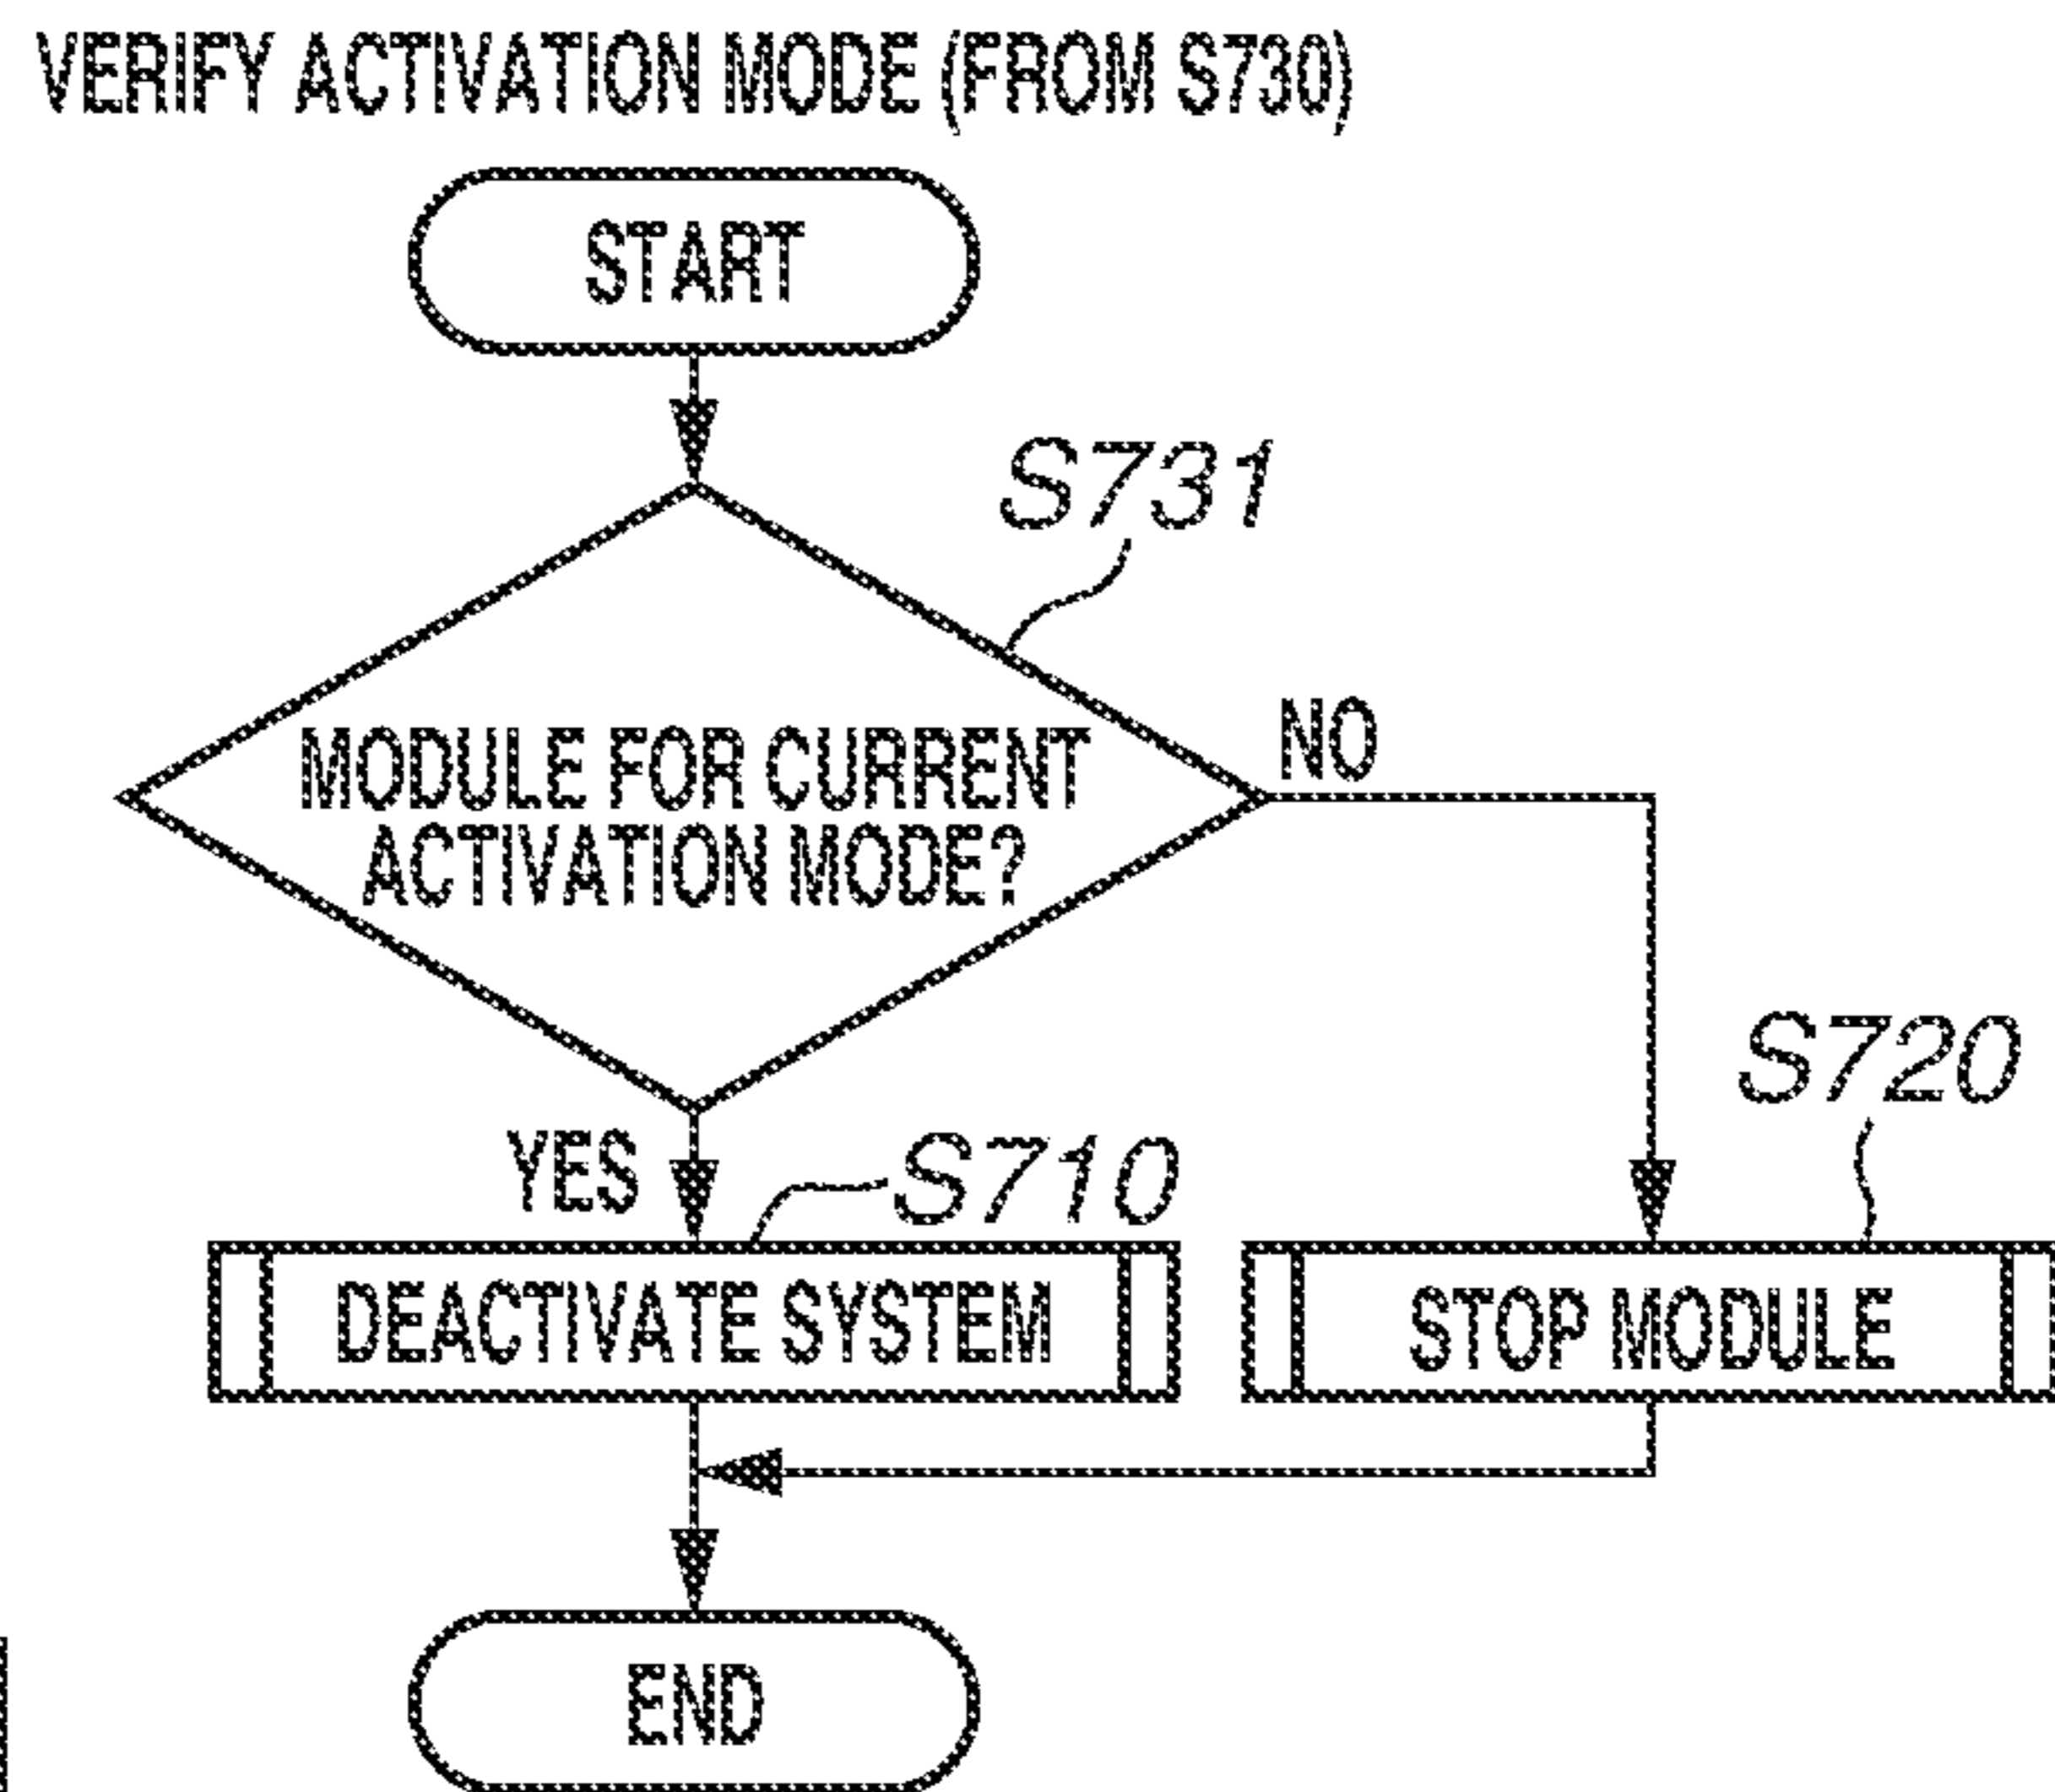 VERIFY ACTIVATION MODE (FROM S730)
START
S731
MODULE FOR CURRENT
ACTIVATION MODE?
NO
YES
S710
S720
DEACTIVATE SYSTEM
STOP MODULE
END